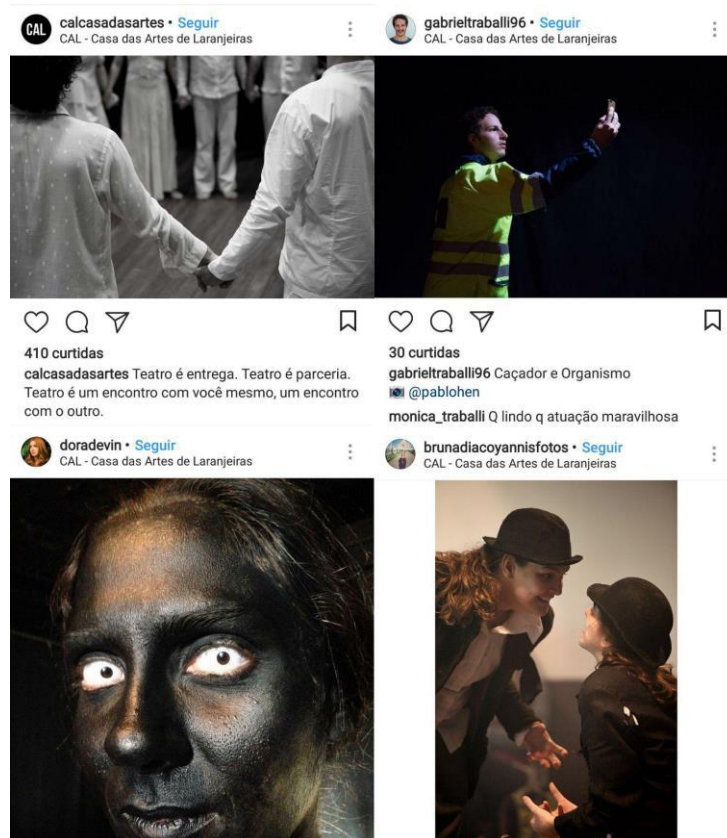 CAL
calcasadasartes • Seguir
CAL - Casa das Artes de Laranjeiras
410 curtidas
calcasadasartes Teatro é entrega. Teatro é parceria.
Teatro é um encontro com você mesmo, um encontro
com o outro.
gabrieltraballi96 • Seguir
CAL - Casa das Artes de Laranjeiras
30 curtidas
gabrieltraballi96 Caçador e Organismo
📷 @pablohen
monica_traballi Q lindo q atuação maravilhosa
doradevin • Seguir
CAL - Casa das Artes de Laranjeiras
brunadiacoyannisfotos • Seguir
CAL - Casa das Artes de Laranjeiras